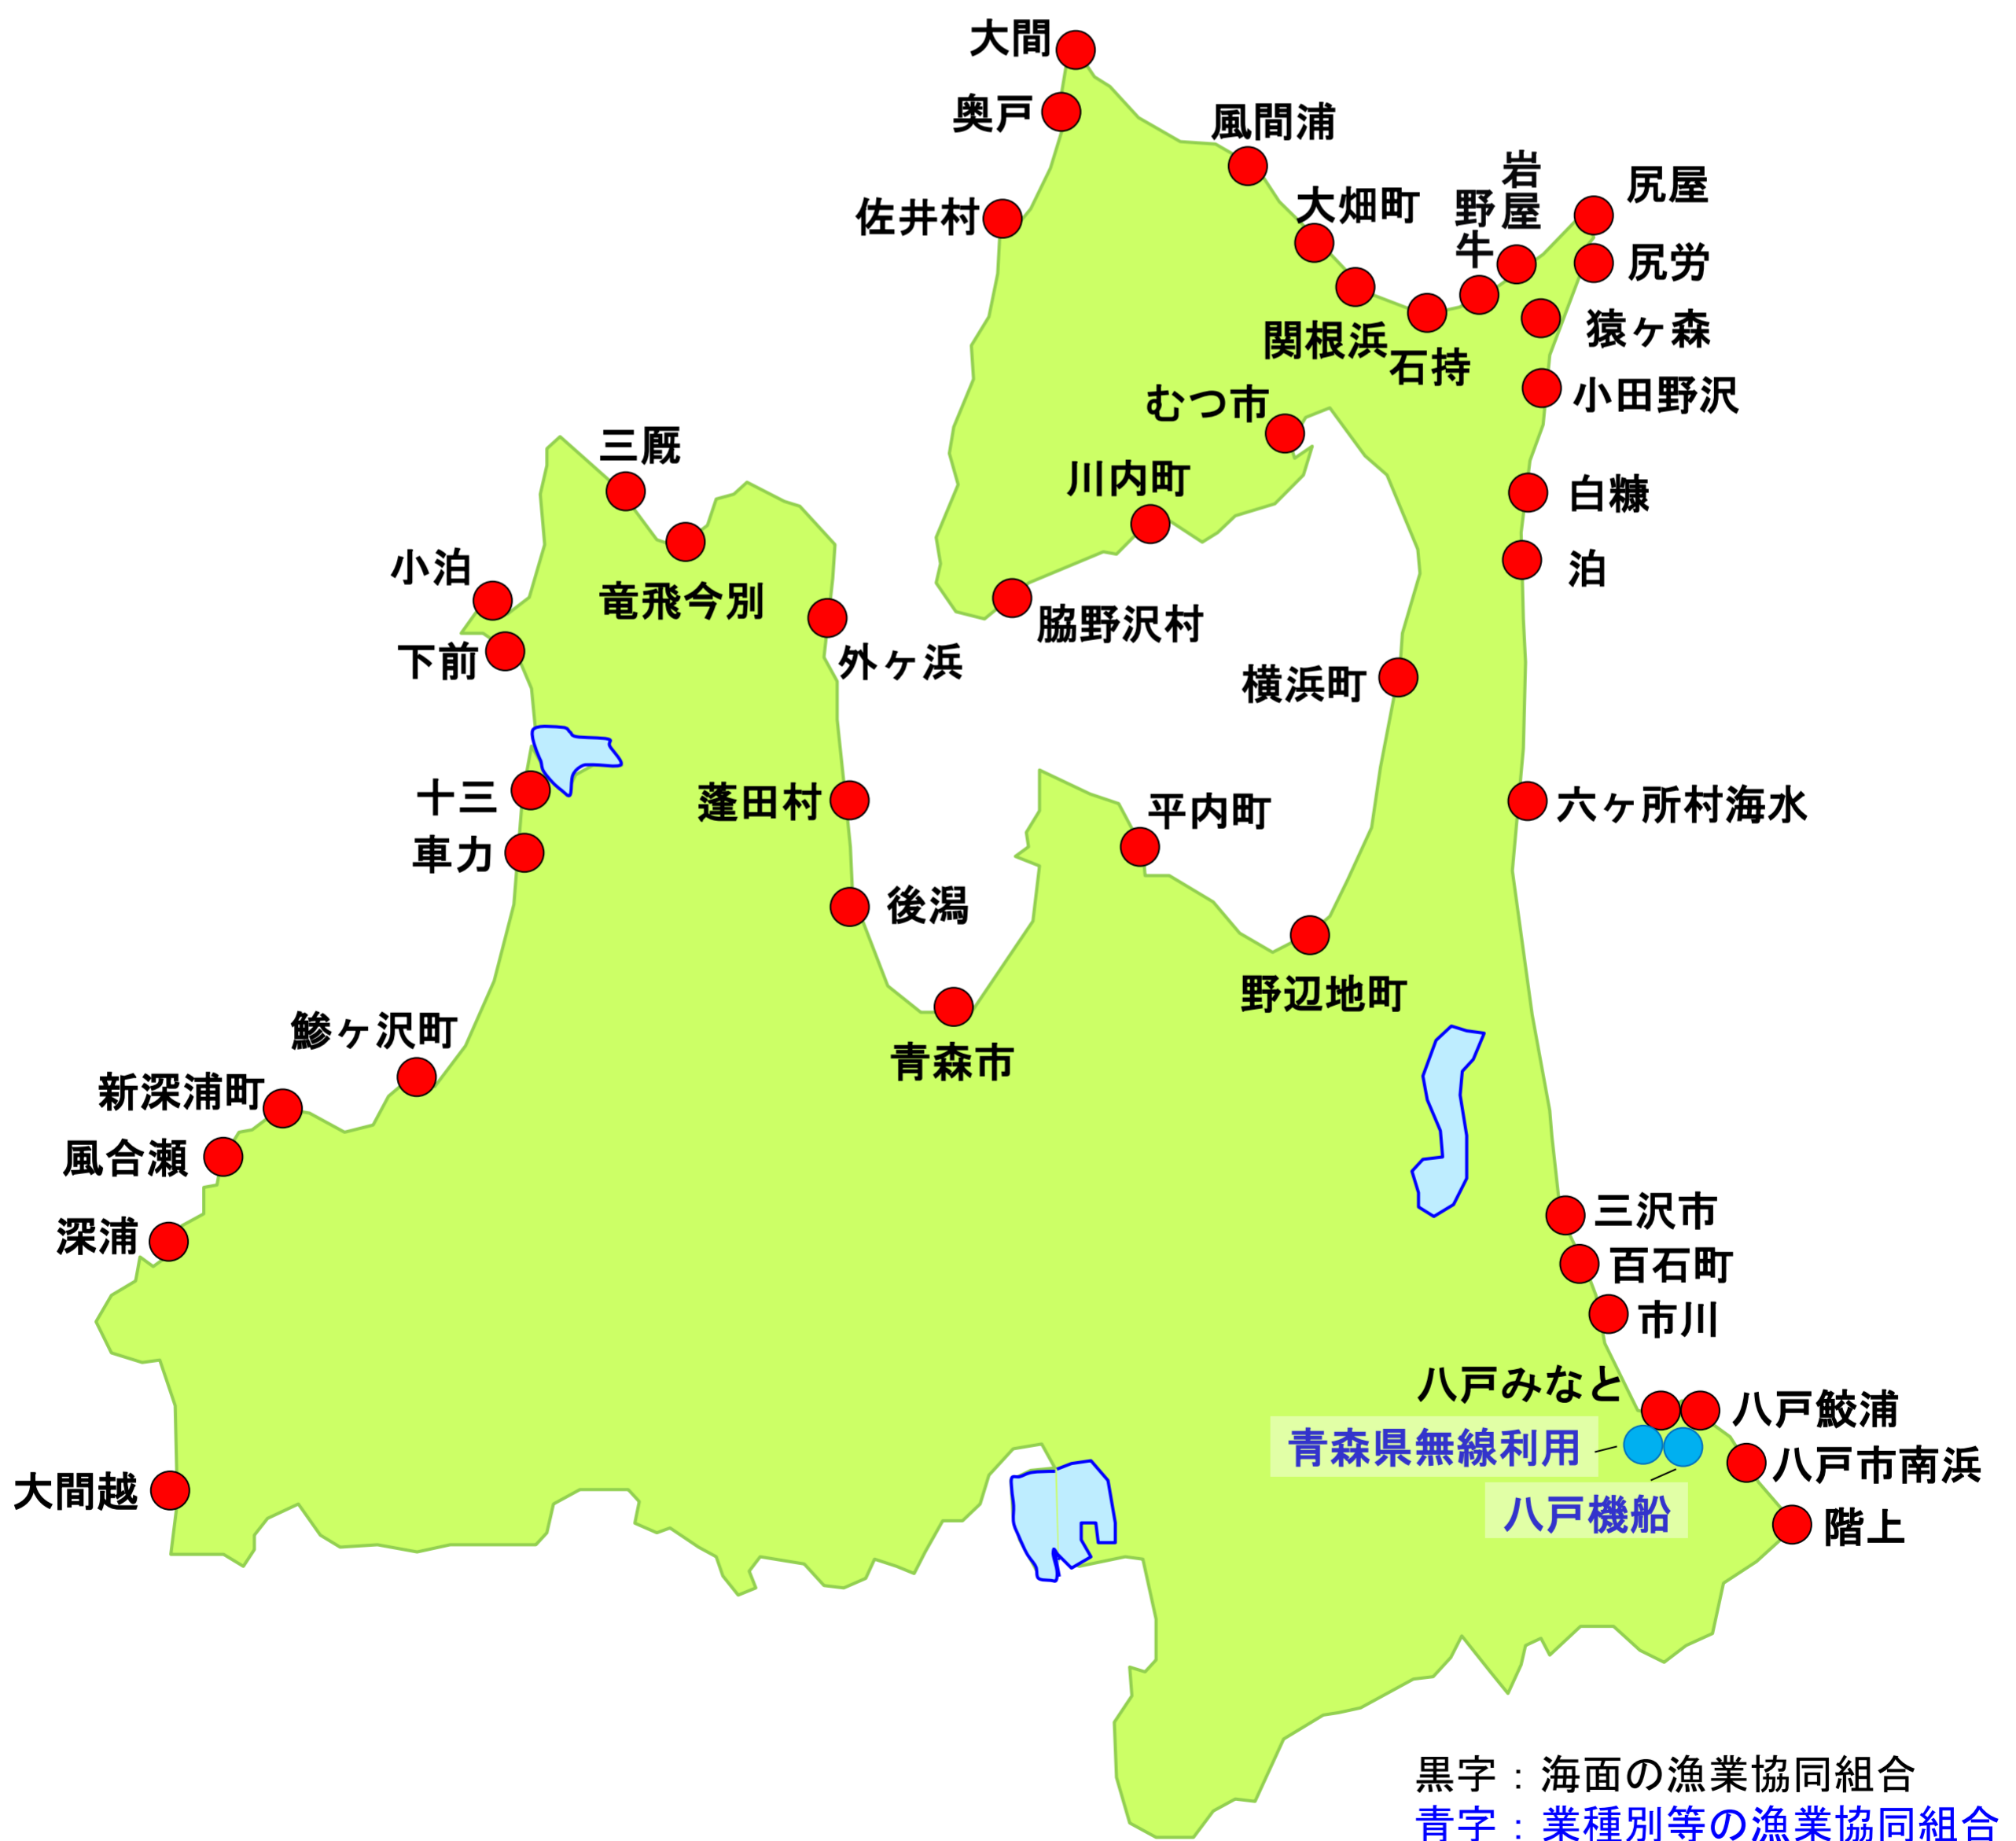 大間
奥戸
風間浦
佐井村
大畑町
野牛
岩屋
尻屋
尻労
関根浜
石持
猿ヶ森
小田野沢
むつ市
川内町
白糠
泊
三厩
竜飛今別
小泊
下前
外ヶ浜
脇野沢村
横浜町
十三
車力
蓬田村
平内町
六ヶ所村海水
後潟
野辺地町
青森市
鰺ヶ沢町
新深浦町
風合瀬
深浦
大間越
三沢市
百石町
市川
八戸みなと
八戸鮫浦
青森県無線利用
八戸市南浜
八戸機船
階上
黒字：海面の漁業協同組合
青字：業種別等の漁業協同組合